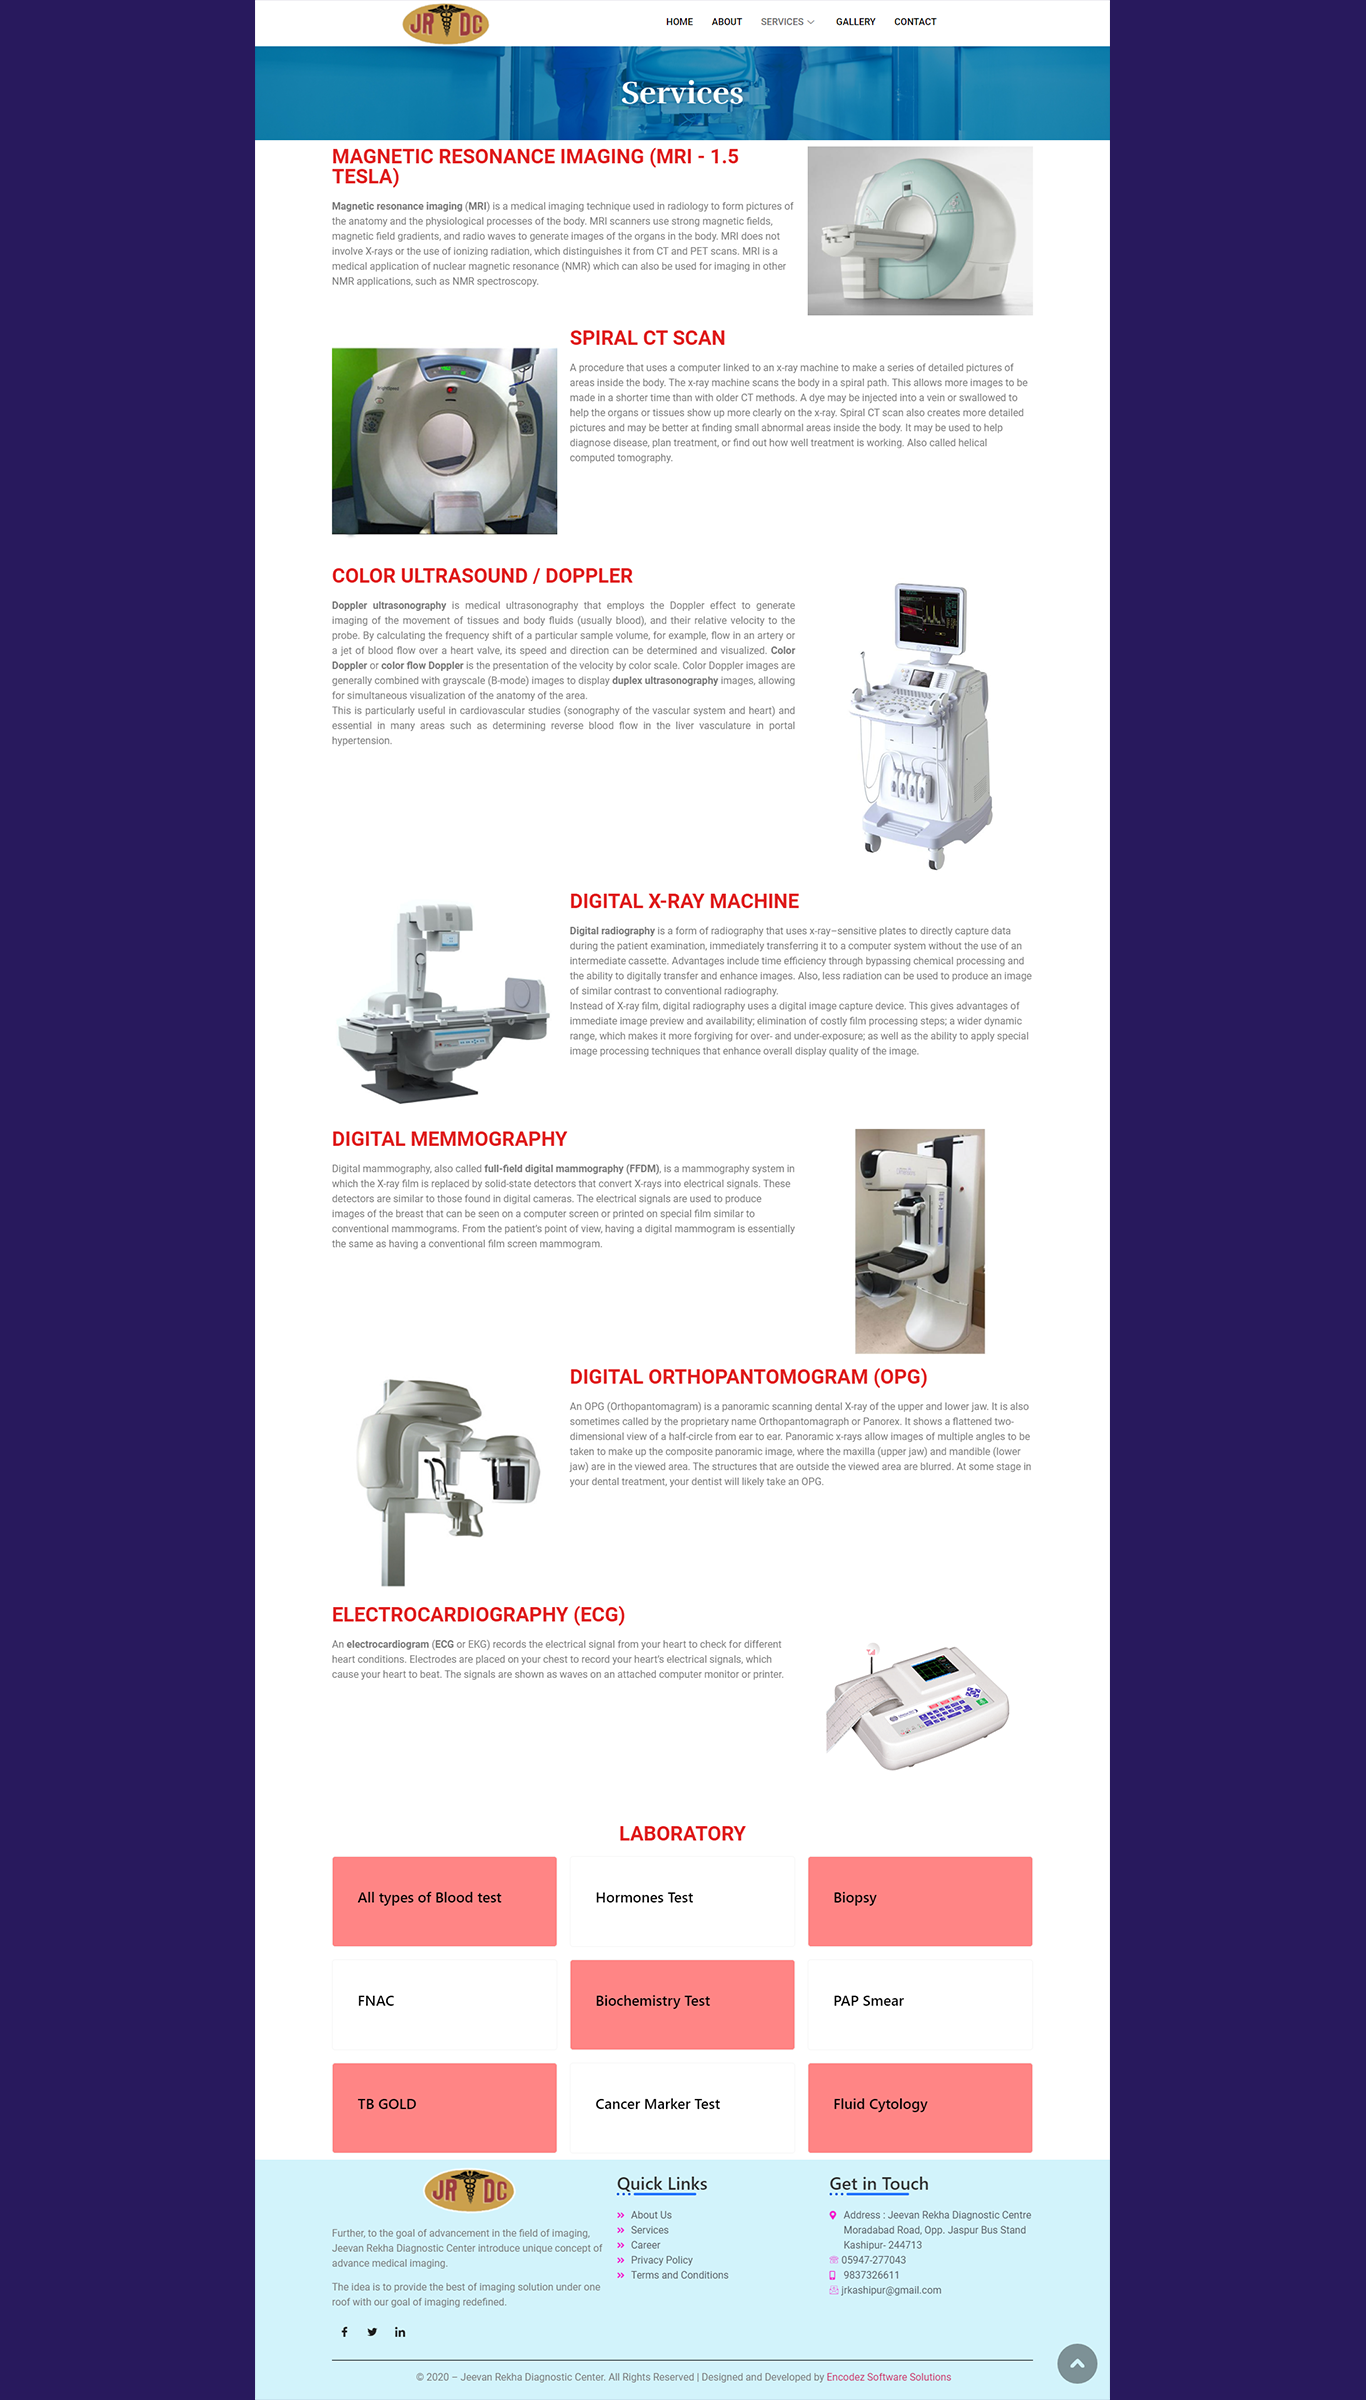 JR DC
HOME ABOUT SERVICES GALLERY CONTACT
Services
MAGNETIC RESONANCE IMAGING (MRI - 1.5
TESLA)
Magnetic resonance imaging (MRI) is a medical imaging technique used in radiology to form pictures of
the anatomy and the physiological processes of the body. MRI scanners use strong magnetic fields,
magnetic field gradients, and radio waves to generate images of the organs in the body. MRI does not
involve X-rays or the use of ionizing radiation, which distinguishes it from CT and PET scans. MRI is a
medical application of nuclear magnetic resonance (NMR) which can also be used for imaging in other
NMR applications, such as NMR spectroscopy.
SPIRAL CT SCAN
A procedure that uses a computer linked to an x-ray machine to make a series of detailed pictures of
areas inside the body. The x-ray machine scans the body in a spiral path. This allows more images to be
made in a shorter time than with older CT methods. A dye may be injected into a vein or swallowed to
help the organs or tissues show up more clearly on the x-ray. Spiral CT scan also creates more detailed
pictures and may be better at finding small abnormal areas inside the body. It may be used to help
diagnose disease, plan treatment, or find out how well treatment is working. Also called helical
computed tomography.
COLOR ULTRASOUND / DOPPLER
Doppler ultrasonography is medical ultrasonography that employs the Doppler effect to generate
imaging of the movement of tissues and body fluids (usually blood), and their relative velocity to the
probe. By calculating the frequency shift of a particular sample volume, for example, flow in an artery or
a jet of blood flow over a heart valve, its speed and direction can be determined and visualized. Color
Doppler or color flow Doppler is the presentation of the velocity by color scale. Color Doppler images are
generally combined with grayscale (B-mode) images to display duplex ultrasonography images, allowing
for simultaneous visualization of the anatomy of the area.
This is particularly useful in cardiovascular studies (sonography of the vascular system and heart) and
essential in many areas such as determining reverse blood flow in the liver vasculature in portal
hypertension.
DIGITAL X-RAY MACHINE
Digital radiography is a form of radiography that uses x-ray–sensitive plates to directly capture data
during the patient examination, immediately transferring it to a computer system without the use of an
intermediate cassette. Advantages include time efficiency through bypassing chemical processing and
the ability to digitally transfer and enhance images. Also, less radiation can be used to produce an image
of similar contrast to conventional radiography.
Instead of X-ray film, digital radiography uses a digital image capture device. This gives advantages of
immediate image preview and availability; elimination of costly film processing steps; a wider dynamic
range, which makes it more forgiving for over- and under-exposure; as well as the ability to apply special
image processing techniques that enhance overall display quality of the image.
DIGITAL MEMMOGRAPHY
Digital mammography, also called full-field digital mammography (FFDM), is a mammography system in
which the X-ray film is replaced by solid-state detectors that convert X-rays into electrical signals. These
detectors are similar to those found in digital cameras. The electrical signals are used to produce
images of the breast that can be seen on a computer screen or printed on special film similar to
conventional mammograms. From the patient's point of view, having a digital mammogram is essentially
the same as having a conventional film screen mammogram.
DIGITAL ORTHOPANTOMOGRAM (OPG)
An OPG (Orthopantomagram) is a panoramic scanning dental X-ray of the upper and lower jaw. It is also
sometimes called by the proprietary name Orthopantomagraph or Panorex. It shows a flattened two-
dimensional view of a half-circle from ear to ear. Panoramic x-rays allow images of multiple angles to be
taken to make up the composite panoramic image, where the maxilla (upper jaw) and mandible (lower
jaw) are in the viewed area. The structures that are outside the viewed area are blurred. At some stage in
your dental treatment, your dentist will likely take an OPG.
ELECTROCARDIOGRAPHY (ECG)
An electrocardiogram (ECG or EKG) records the electrical signal from your heart to check for different
heart conditions. Electrodes are placed on your chest to record your heart's electrical signals, which
cause your heart to beat. The signals are shown as waves on an attached computer monitor or printer.
LABORATORY
All types of Blood test
Hormones Test
Biopsy
FNAC
Biochemistry Test
PAP Smear
TB GOLD
Cancer Marker Test
Fluid Cytology
JR DC
Further, to the goal of advancement in the field of imaging,
Jeevan Rekha Diagnostic Center introduce unique concept of
advance medical imaging.
The idea is to provide the best of imaging solution under one
roof with our goal of imaging redefined.
Quick Links
About Us
Services
Career
Privacy Policy
Terms and Conditions
Get in Touch
Address : Jeevan Rekha Diagnostic Centre
Moradabad Road, Opp. Jaspur Bus Stand
Kashipur- 244713
05947-277043
9837326611
jrkashipur@gmail.com
© 2020 – Jeevan Rekha Diagnostic Center. All Rights Reserved | Designed and Developed by Encodez Software Solutions